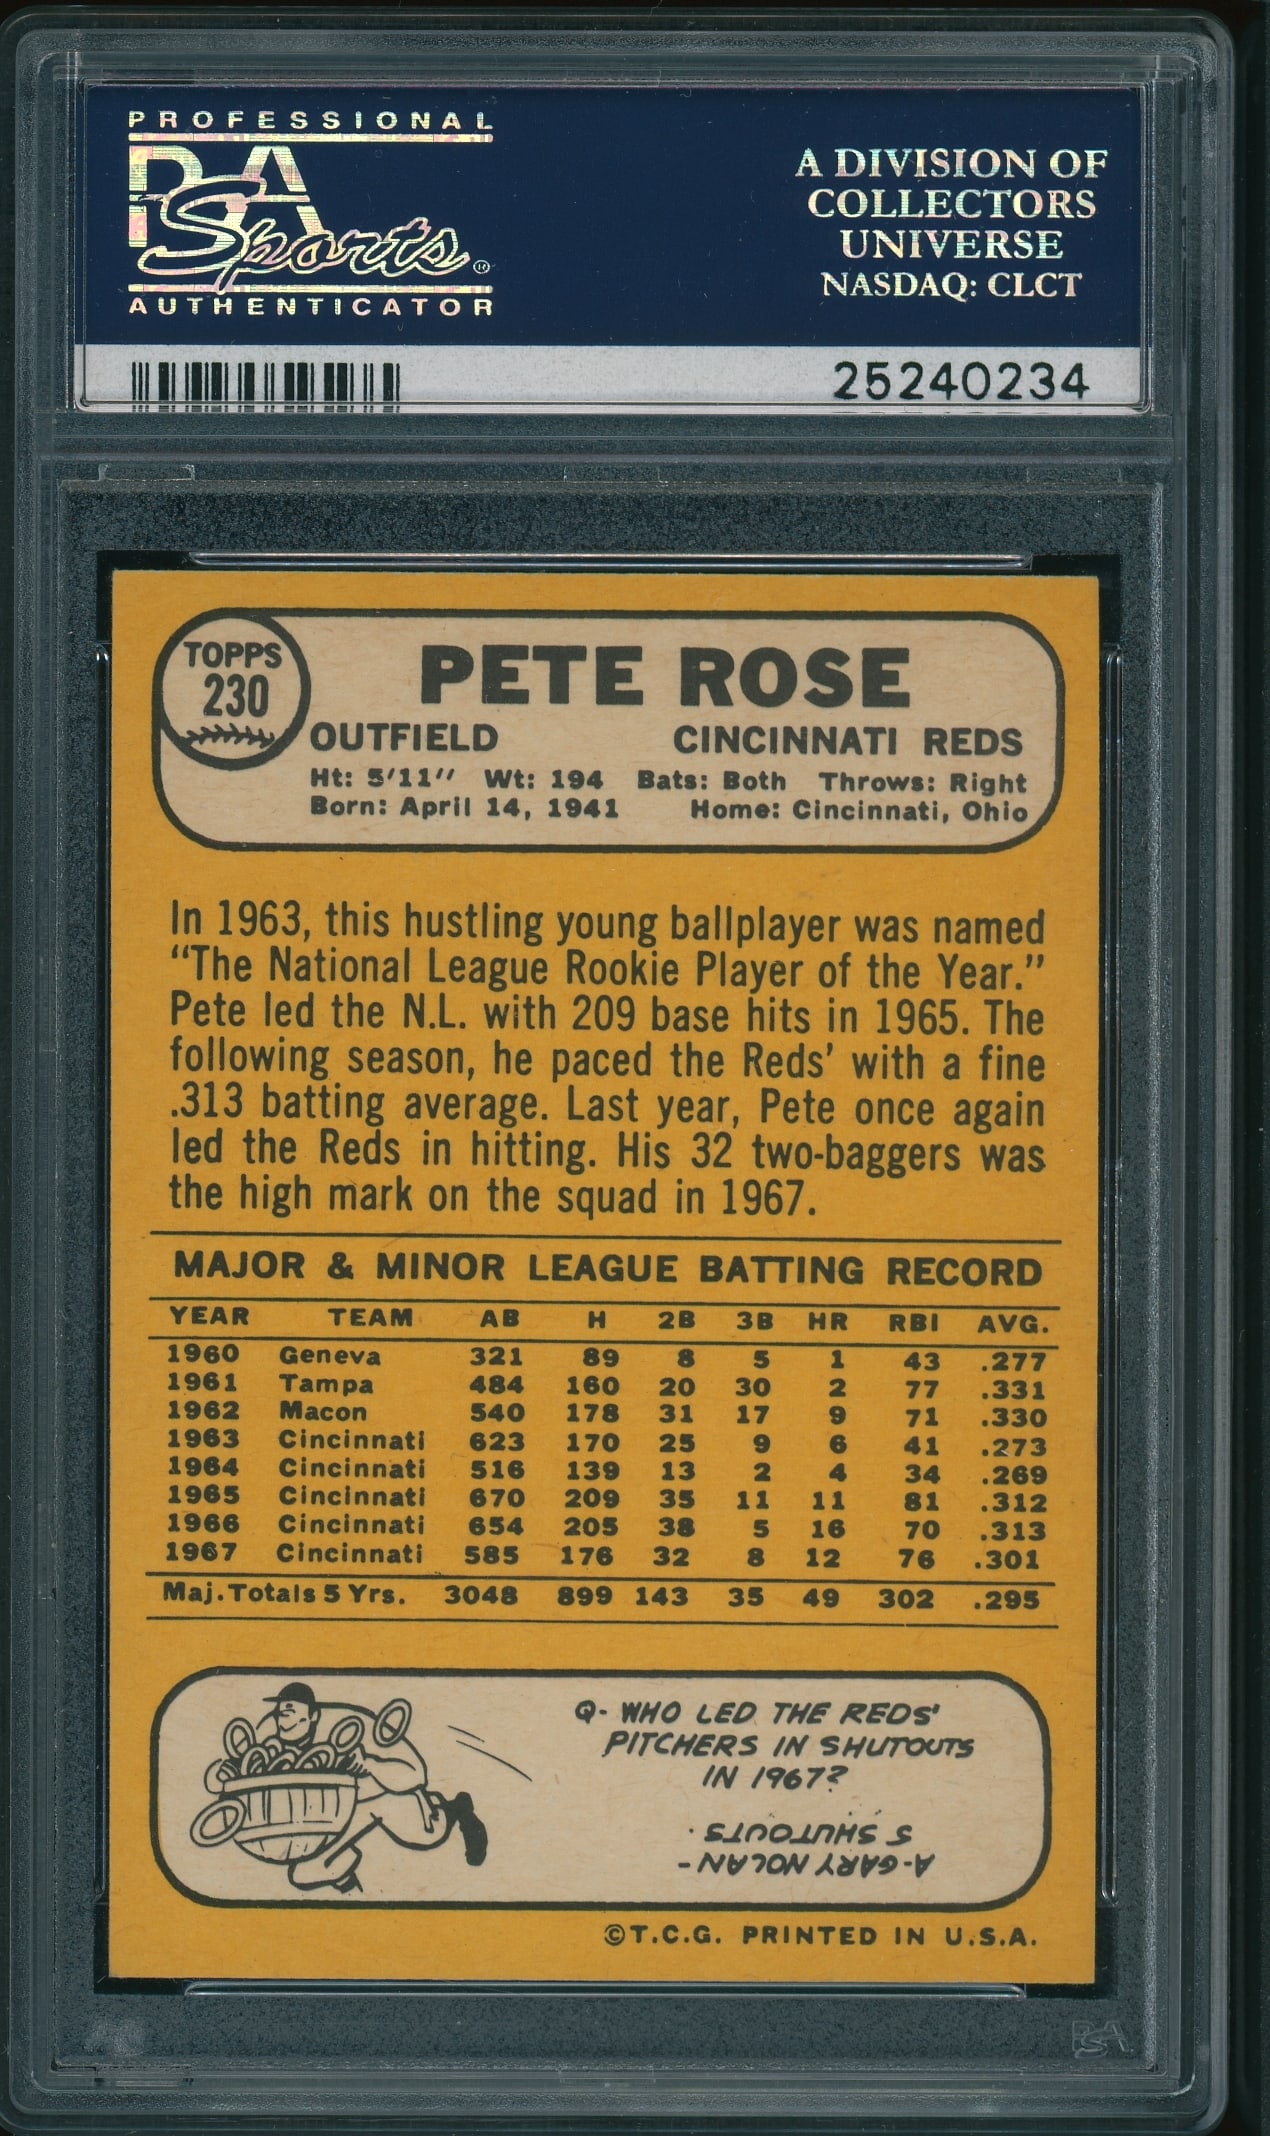 PROFESSIONAL
PSA
Sports ®
AUTHENTICATOR
A DIVISION OF
COLLECTORS
UNIVERSE
NASDAQ: CLCT
25240234
TOPPS
230
PETE ROSE
OUTFIELD CINCINNATI REDS
Ht: 5'11" Wt: 194 Bats: Both Throws: Right
Born: April 14, 1941 Home: Cincinnati, Ohio
In 1963, this hustling young ballplayer was named
“The National League Rookie Player of the Year.”
Pete led the N.L. with 209 base hits in 1965. The
following season, he paced the Reds’ with a fine
.313 batting average. Last year, Pete once again
led the Reds in hitting. His 32 two-baggers was
the high mark on the squad in 1967.
MAJOR & MINOR LEAGUE BATTING RECORD
YEAR TEAM AB H 2B 3B HR RBI AVG.
1960 Geneva 321 89 8 5 1 43 .277
1961 Tampa 484 160 20 30 2 77 .331
1962 Macon 540 178 31 17 9 71 .330
1963 Cincinnati 623 170 25 9 6 41 .273
1964 Cincinnati 516 139 13 2 4 34 .269
1965 Cincinnati 670 209 35 11 11 81 .312
1966 Cincinnati 654 205 38 5 16 70 .313
1967 Cincinnati 585 176 32 8 12 76 .301
Maj. Totals 5 Yrs. 3048 899 143 35 49 302 .295
Q- WHO LED THE REDS'
PITCHERS IN SHUTOUTS
IN 1967?
A-GARY NOLAN -
5 SHUTOUTS.
©T.C.G. PRINTED IN U.S.A.
PSA